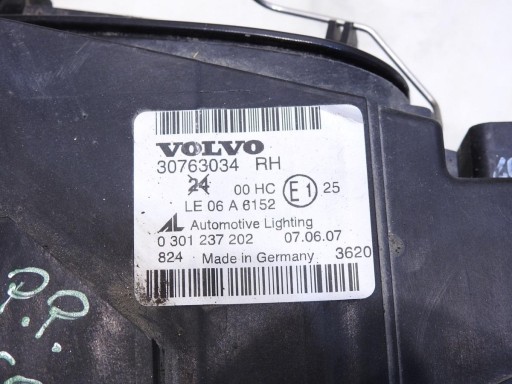 VOLVO
30763034 RH
24 00 HC E1 25
LE 06 A 6152
AL Automotive Lighting
0 301 237 202 07.06.07
824 Made in Germany 3620
P.P.